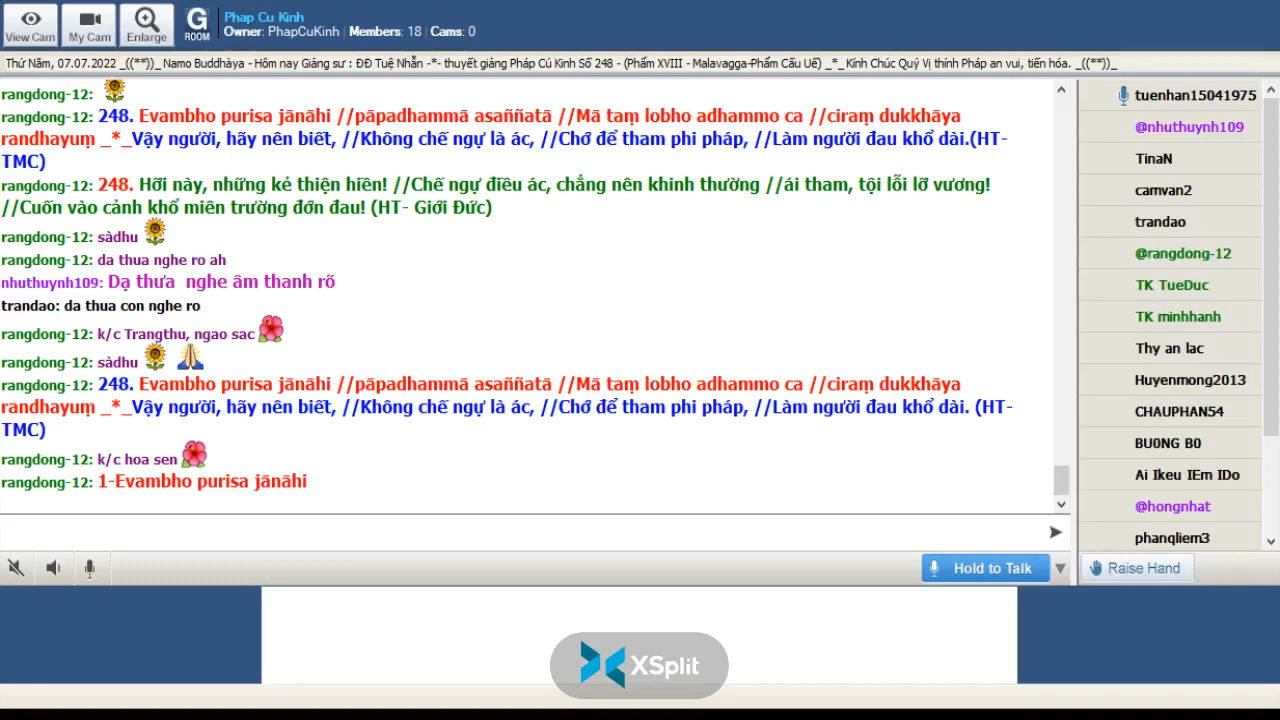 View Cam
My Cam
Enlarge
G
ROOM
Phap Cu Kinh
Owner: PhapCuKinh | Members: 18 | Cams: 0
Thứ Năm, 07.07.2022 _((**))_ Namo Buddhàya - Hôm nay Giảng sư : ĐĐ Tuệ Nhẫn -*- thuyết giảng Pháp Cú Kinh Số 248 - (Phẩm XVIII - Malavagga-Phẩm Cấu Uế) _*_ Kính Chúc Quý Vị thính Pháp an vui, tiến hóa. _((**))_
rangdong-12:
248. Evambho purisa jānāhi //pāpadhammā asaññatā //Mā taṃ lobho adhammo ca //ciraṃ dukkhāya
rangdong-12:
randhayuṃ _*_Vậy người, hãy nên biết, //Không chế ngự là ác, //Chớ để tham phi pháp, //Làm người đau khổ dài.(HT-
TMC)
rangdong-12: 248. Hỡi này, những kẻ thiện hiền! //Chế ngự điều ác, chẳng nên khinh thường //ái tham, tội lỗi lỡ vương!
//Cuốn vào cảnh khổ miên trường đớn đau! (HT- Giới Đức)
rangdong-12: sàdhu
rangdong-12: da thua nghe ro ah
nhuthuynh109: Dạ thưa nghe âm thanh rõ
trandao: da thua con nghe ro
rangdong-12: k/c Trangthu, ngao sac
rangdong-12: sàdhu
rangdong-12: 248. Evambho purisa jānāhi //pāpadhammā asaññatā //Mā taṃ lobho adhammo ca //ciraṃ dukkhāya
randhayuṃ _*_Vậy người, hãy nên biết, //Không chế ngự là ác, //Chớ để tham phi pháp, //Làm người đau khổ dài. (HT-
TMC)
rangdong-12: k/c hoa sen
rangdong-12: 1-Evambho purisa jānāhi
Hold to Talk
tuenhan15041975
@nhuthuynh109
TinaN
camvan2
trandao
@rangdong-12
TK TueDuc
TK minhhanh
Thy an lac
Huyenmong2013
CHAUPHAN54
BU0NG B0
Ai Ikeu IEm IDo
@hongnhat
phanqliem3
Raise Hand
XSplit